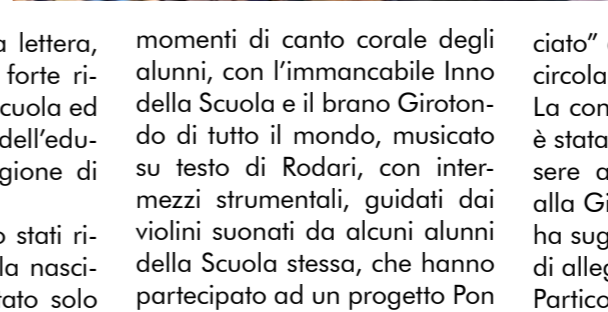 a lettera,
forte ri-
cuola ed
dell’edu-
gione di
o stati ri-
la nasci-
tato solo
momenti di canto corale degli
alunni, con l’immancabile Inno
della Scuola e il brano Giroton-
do di tutto il mondo, musicato
su testo di Rodari, con inter-
mezzi strumentali, guidati dai
violini suonati da alcuni alunni
della Scuola stessa, che hanno
partecipato ad un progetto Pon
ciato”
circola
La con
è stata
sere a
alla Gi
ha sug
di alleg
Partico